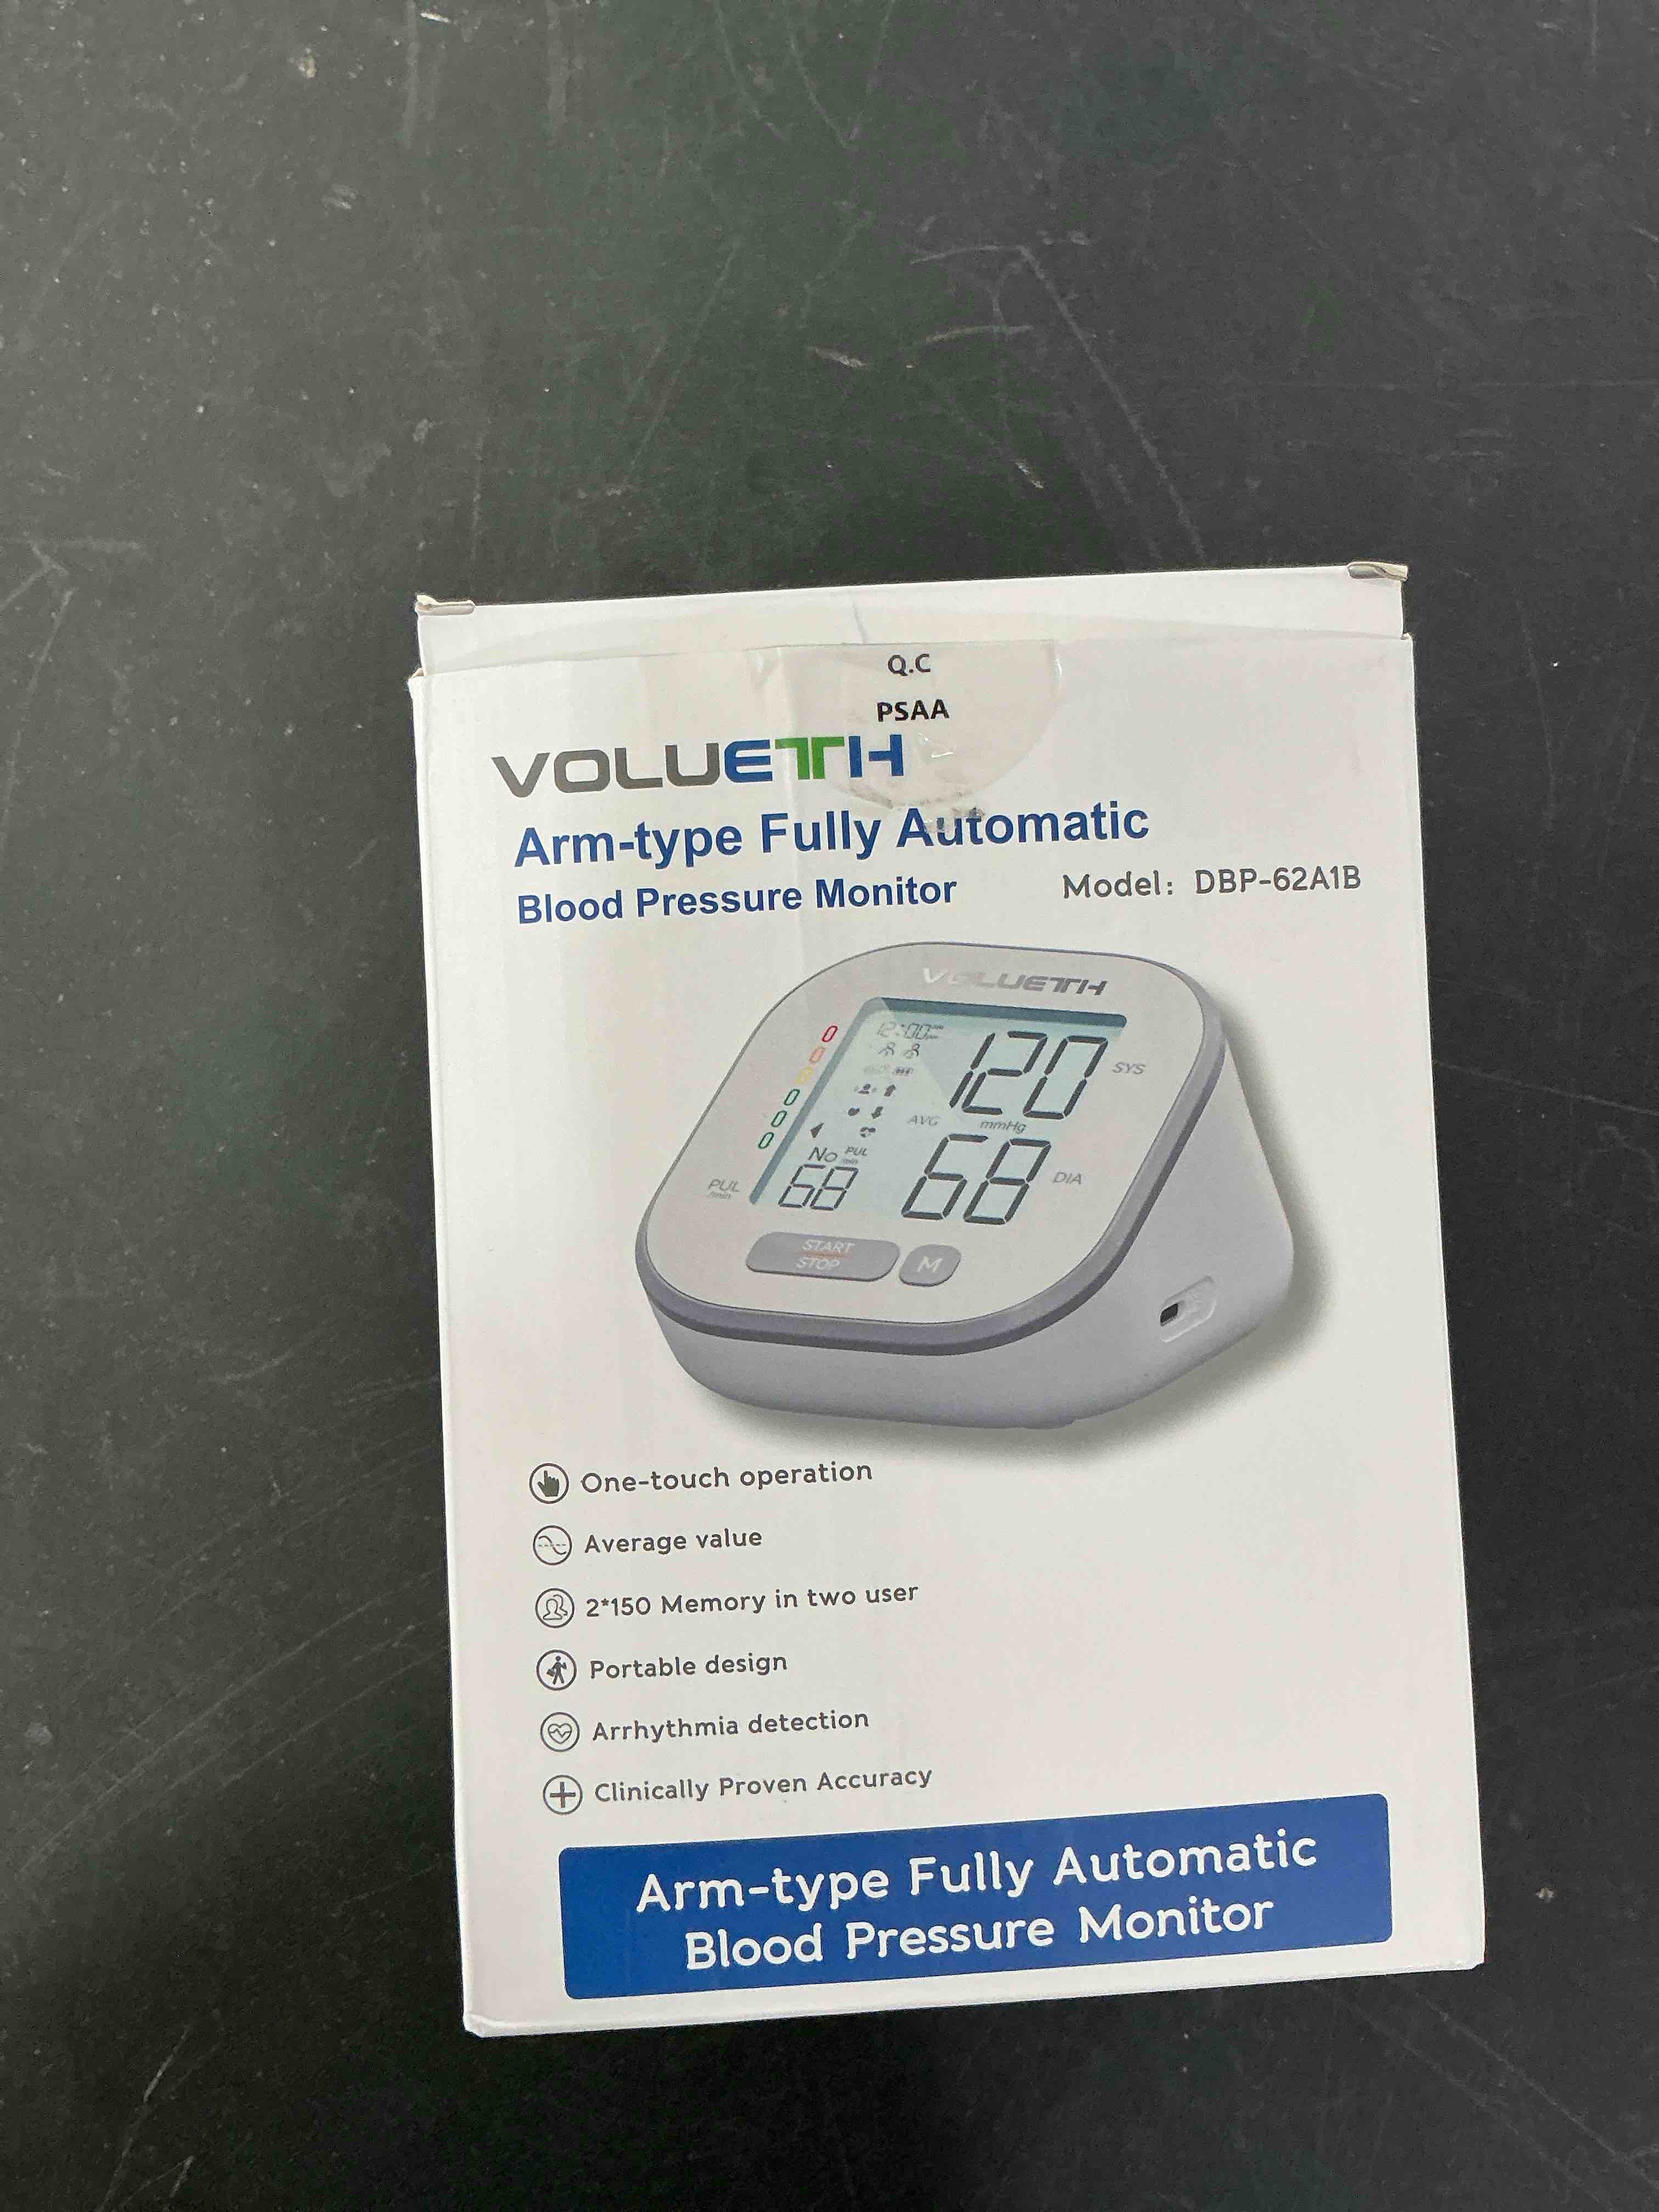 Q.C
PSAA
VOLUETH
Arm-type Fully Automatic
Blood Pressure Monitor
Model: DBP-62A1B
VOLUETH
12:00
120
SYS
mmHg
AVG
No PUL /min
68
DIA
PUL /min
68
START
STOP
M
One-touch operation
Average value
2*150 Memory in two user
Portable design
Arrhythmia detection
Clinically Proven Accuracy
Arm-type Fully Automatic
Blood Pressure Monitor